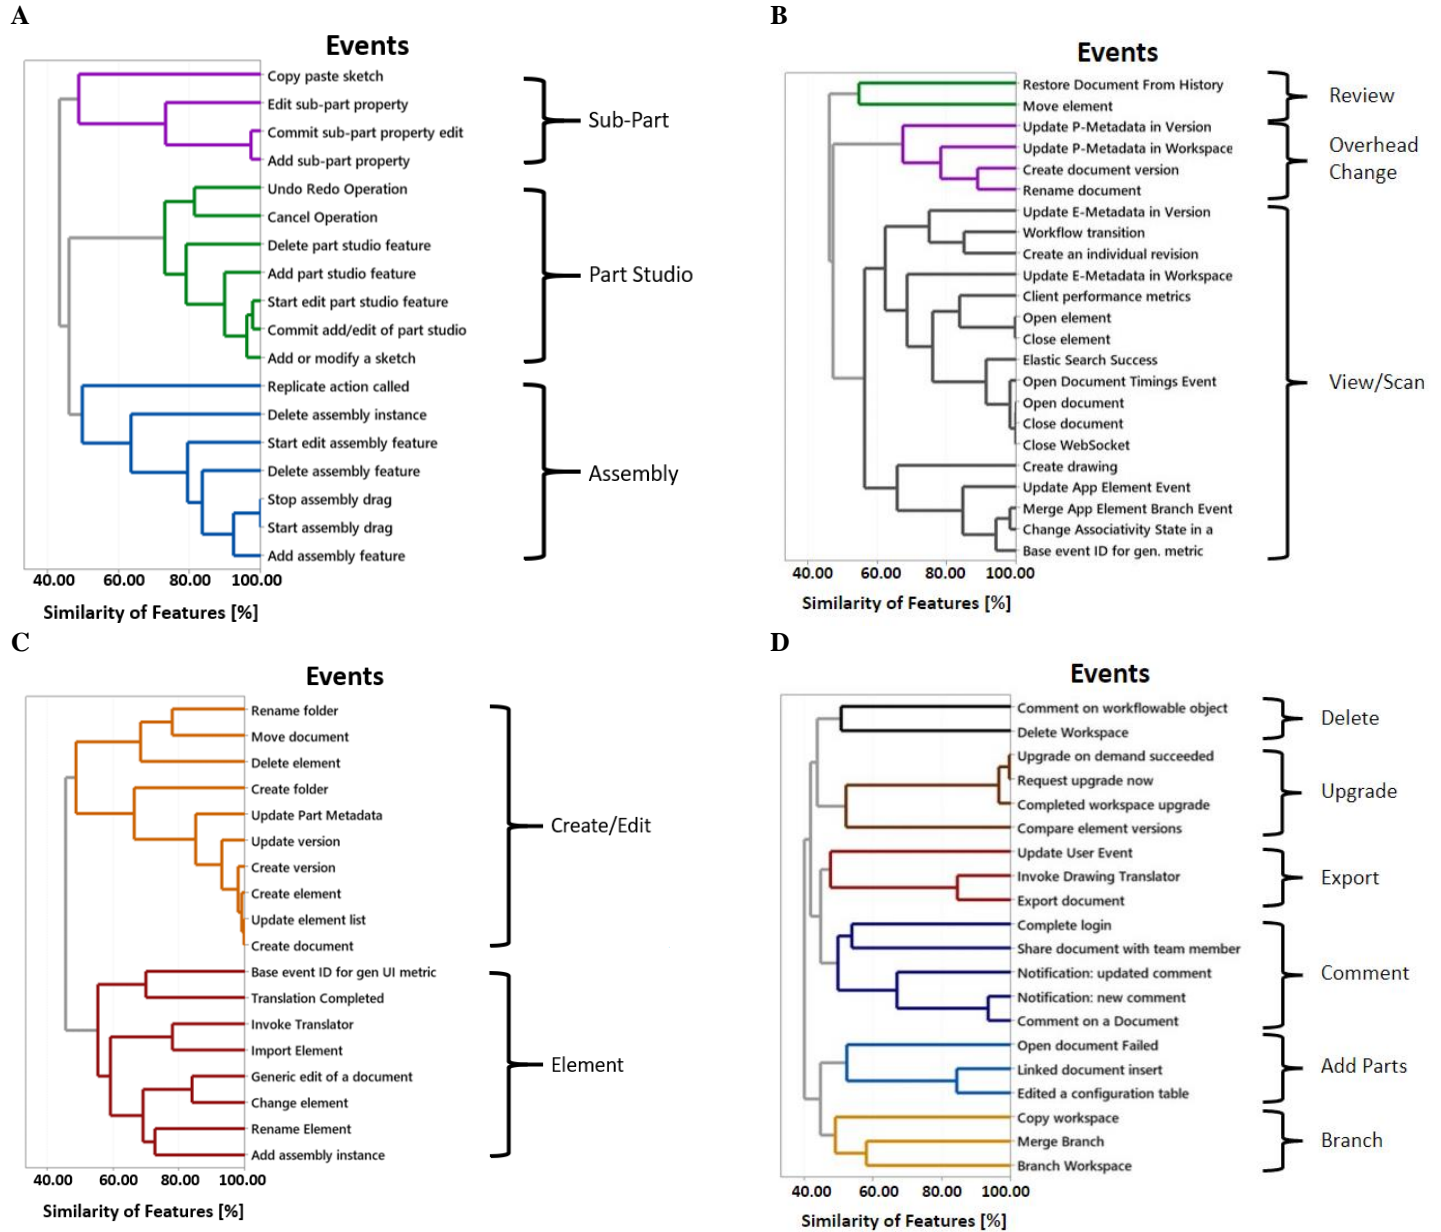 A
Events
Copy paste sketch
Edit sub-part property
Commit sub-part property edit
Add sub-part property
Undo Redo Operation
Cancel Operation
Delete part studio feature
Add part studio feature
Start edit part studio feature
Commit add/edit of part studio
Add or modify a sketch
Replicate action called
Delete assembly instance
Start edit assembly feature
Delete assembly feature
Stop assembly drag
Start assembly drag
Add assembly feature
Sub-Part
Part Studio
Assembly
40.00 60.00 80.00 100.00
Similarity of Features [%]
B
Events
Restore Document From History
Move element
Update P-Metadata in Version
Update P-Metadata in Workspace
Create document version
Rename document
Update E-Metadata in Version
Workflow transition
Create an individual revision
Update E-Metadata in Workspace
Client performance metrics
Open element
Close element
Elastic Search Success
Open Document Timings Event
Open document
Close document
Close WebSocket
Create drawing
Update App Element Event
Merge App Element Branch Event
Change Associativity State in a
Base event ID for gen. metric
Review
Overhead
Change
View/Scan
40.00 60.00 80.00 100.00
Similarity of Features [%]
C
Events
Rename folder
Move document
Delete element
Create folder
Update Part Metadata
Update version
Create version
Create element
Update element list
Create document
Base event ID for gen UI metric
Translation Completed
Invoke Translator
Import Element
Generic edit of a document
Change element
Rename Element
Add assembly instance
Create/Edit
Element
40.00 60.00 80.00 100.00
Similarity of Features [%]
D
Events
Comment on workflowable object
Delete Workspace
Upgrade on demand succeeded
Request upgrade now
Completed workspace upgrade
Compare element versions
Update User Event
Invoke Drawing Translator
Export document
Complete login
Share document with team member
Notification: updated comment
Notification: new comment
Comment on a Document
Open document Failed
Linked document insert
Edited a configuration table
Copy workspace
Merge Branch
Branch Workspace
Delete
Upgrade
Export
Comment
Add Parts
Branch
40.00 60.00 80.00 100.00
Similarity of Features [%]